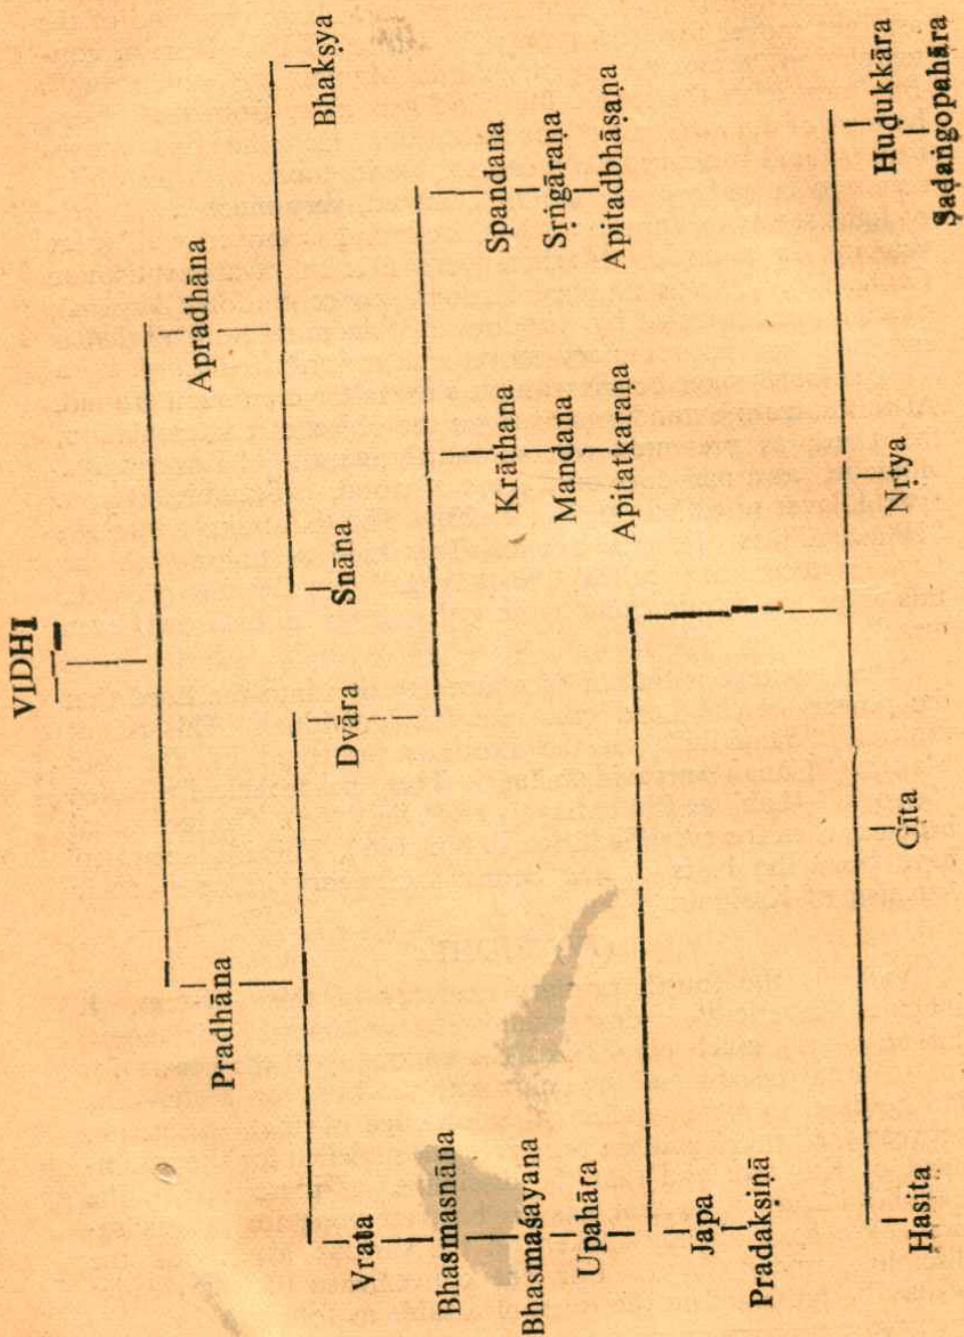 VIDHI
Pradhāna
Apradhāna
Vrata
Dvāra
Snāna
Bhakṣya
Bhasmasnāna
Bhasmaśayana
Upahāra
Krāthana
Spandana
Mandana
Sṛngāraṇa
Apitatkaraṇa
Apitadbhāṣaṇa
Japa
Pradakṣiṇā
Hasita
Gīta
Nṛtya
Huḍukkāra
Ṣaḍaṅgopahāra